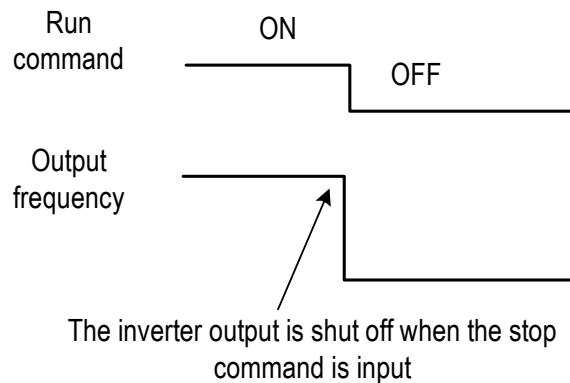 Run
command
ON
OFF
Output
frequency
The inverter output is shut off when the stop
command is input